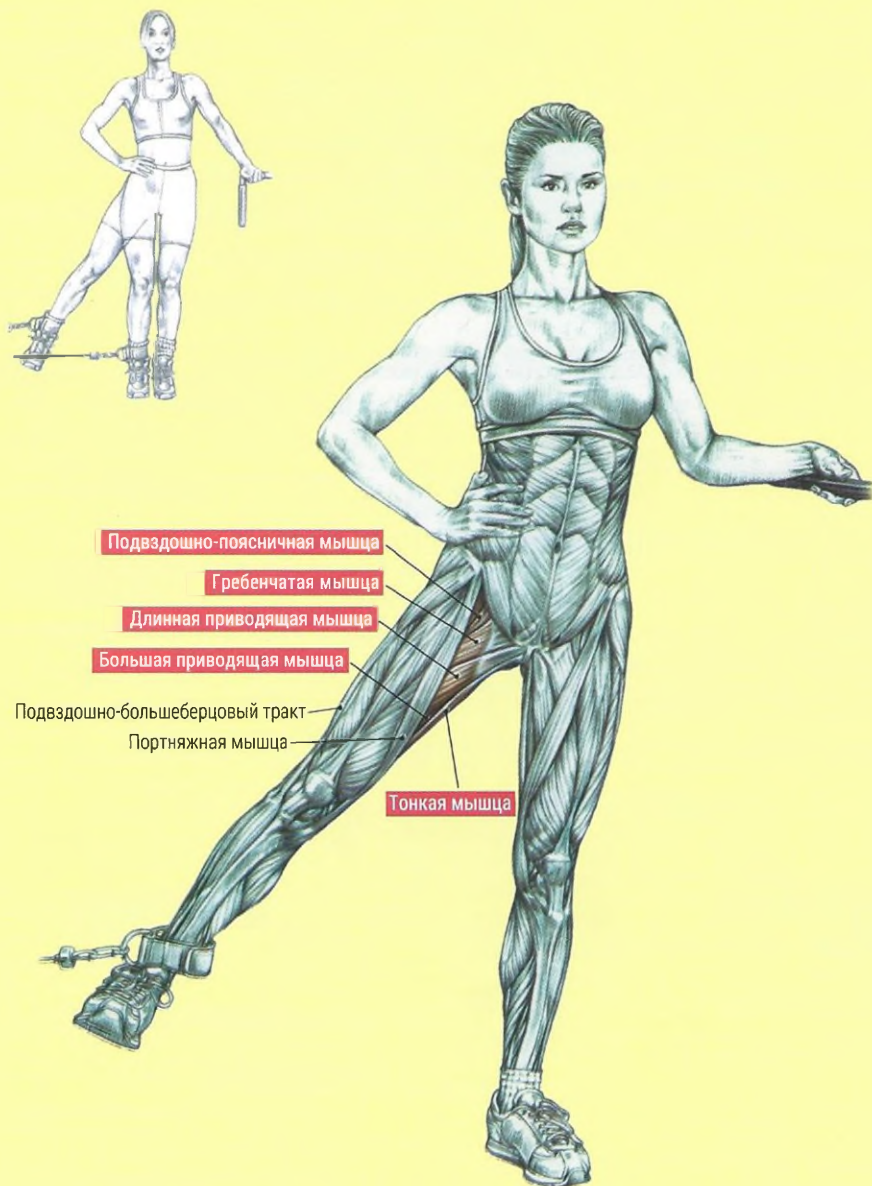 Подвздошно-поясничная мышца
Гребенчатая мышца
Длинная приводящая мышца
Большая приводящая мышца
Подвздошно-большеберцовый тракт
Портняжная мышца
Тонкая мышца